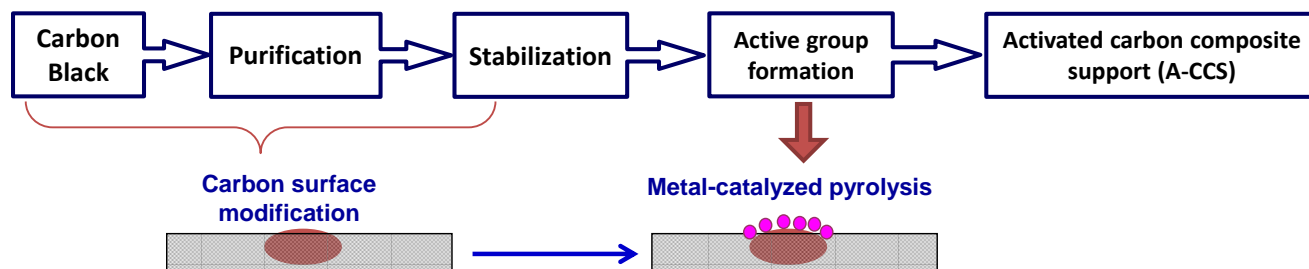 Carbon
Black
Purification
Stabilization
Active group
formation
Activated carbon composite
support (A-CCS)
Carbon surface
modification
Metal-catalyzed pyrolysis